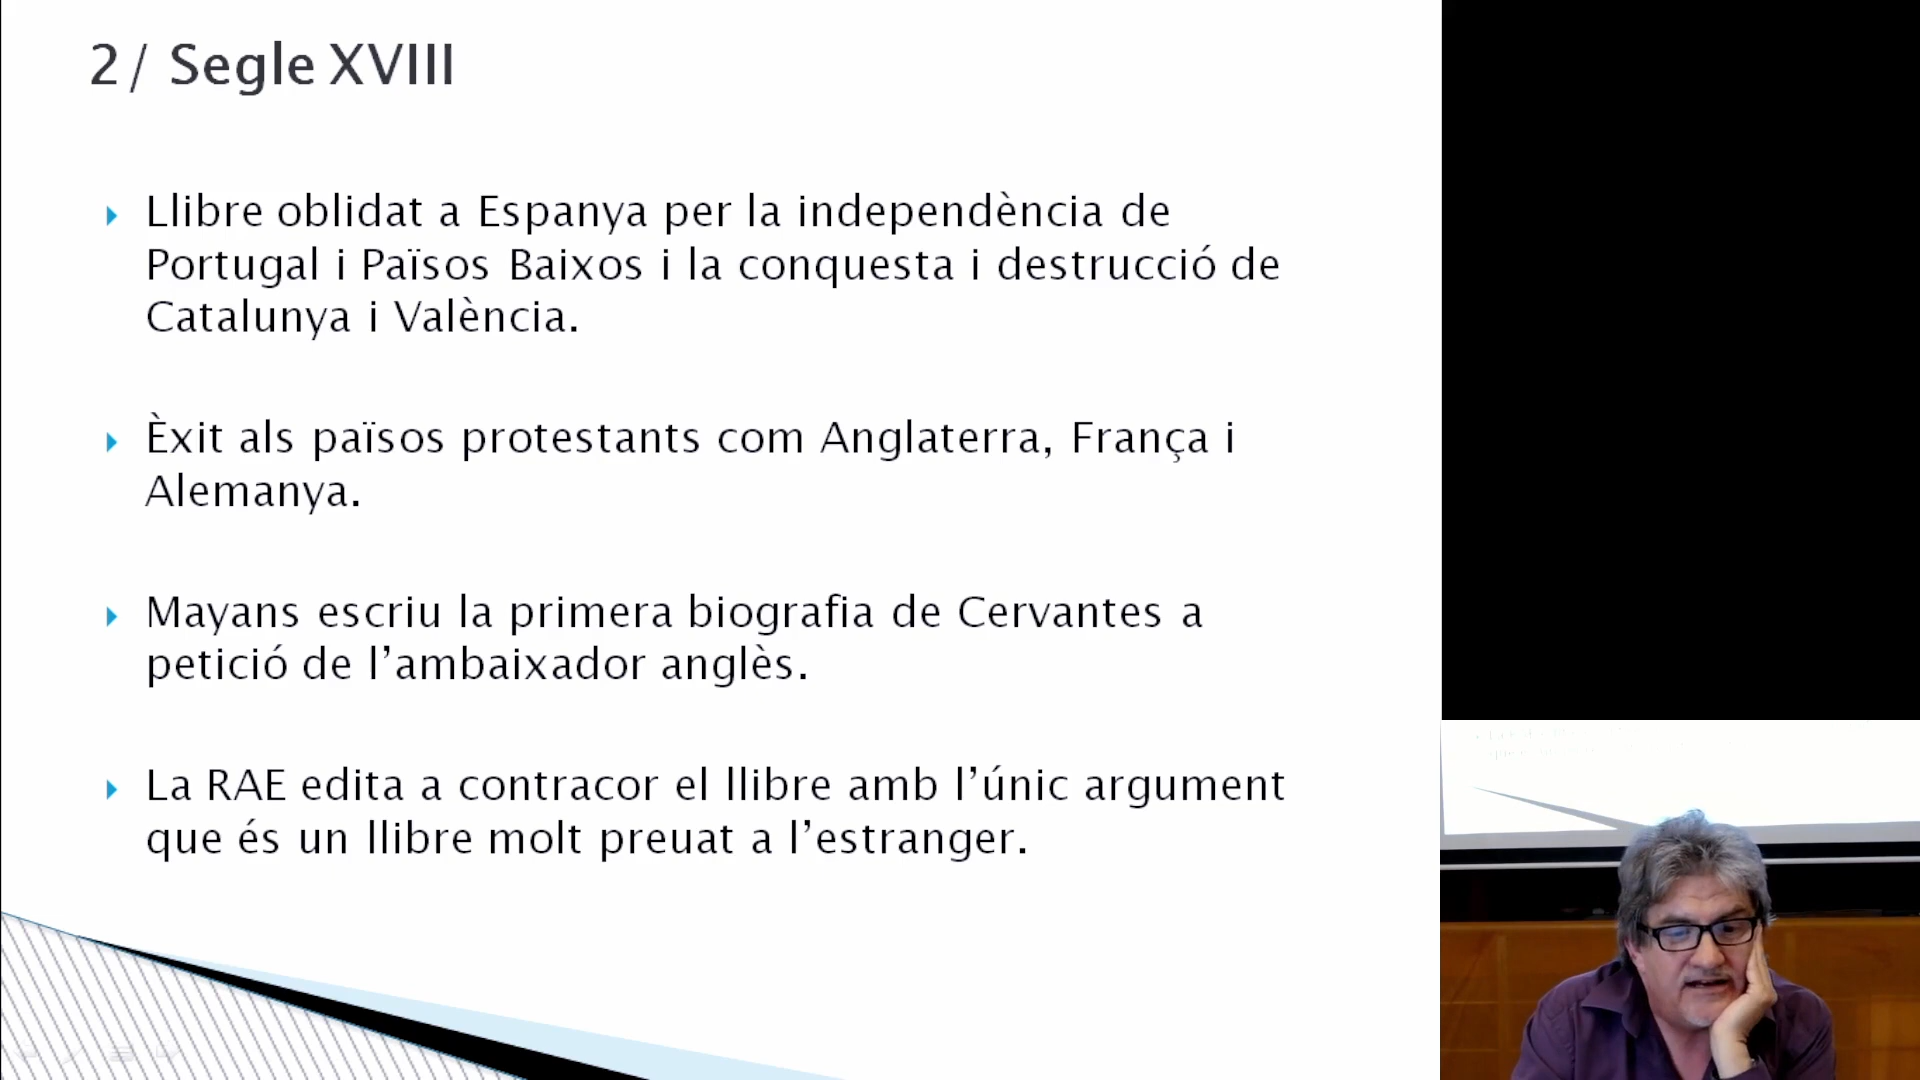 2/ Segle XVIII
Llibre oblidat a Espanya per la independència de
Portugal i Països Baixos i la conquesta i destrucció de
Catalunya i València.
Èxit als països protestants com Anglaterra, França i
Alemanya.
Mayans escriu la primera biografia de Cervantes a
petició de l’ambaixador anglès.
La RAE edita a contracor el llibre amb l’únic argument
que és un llibre molt preuat a l’estranger.